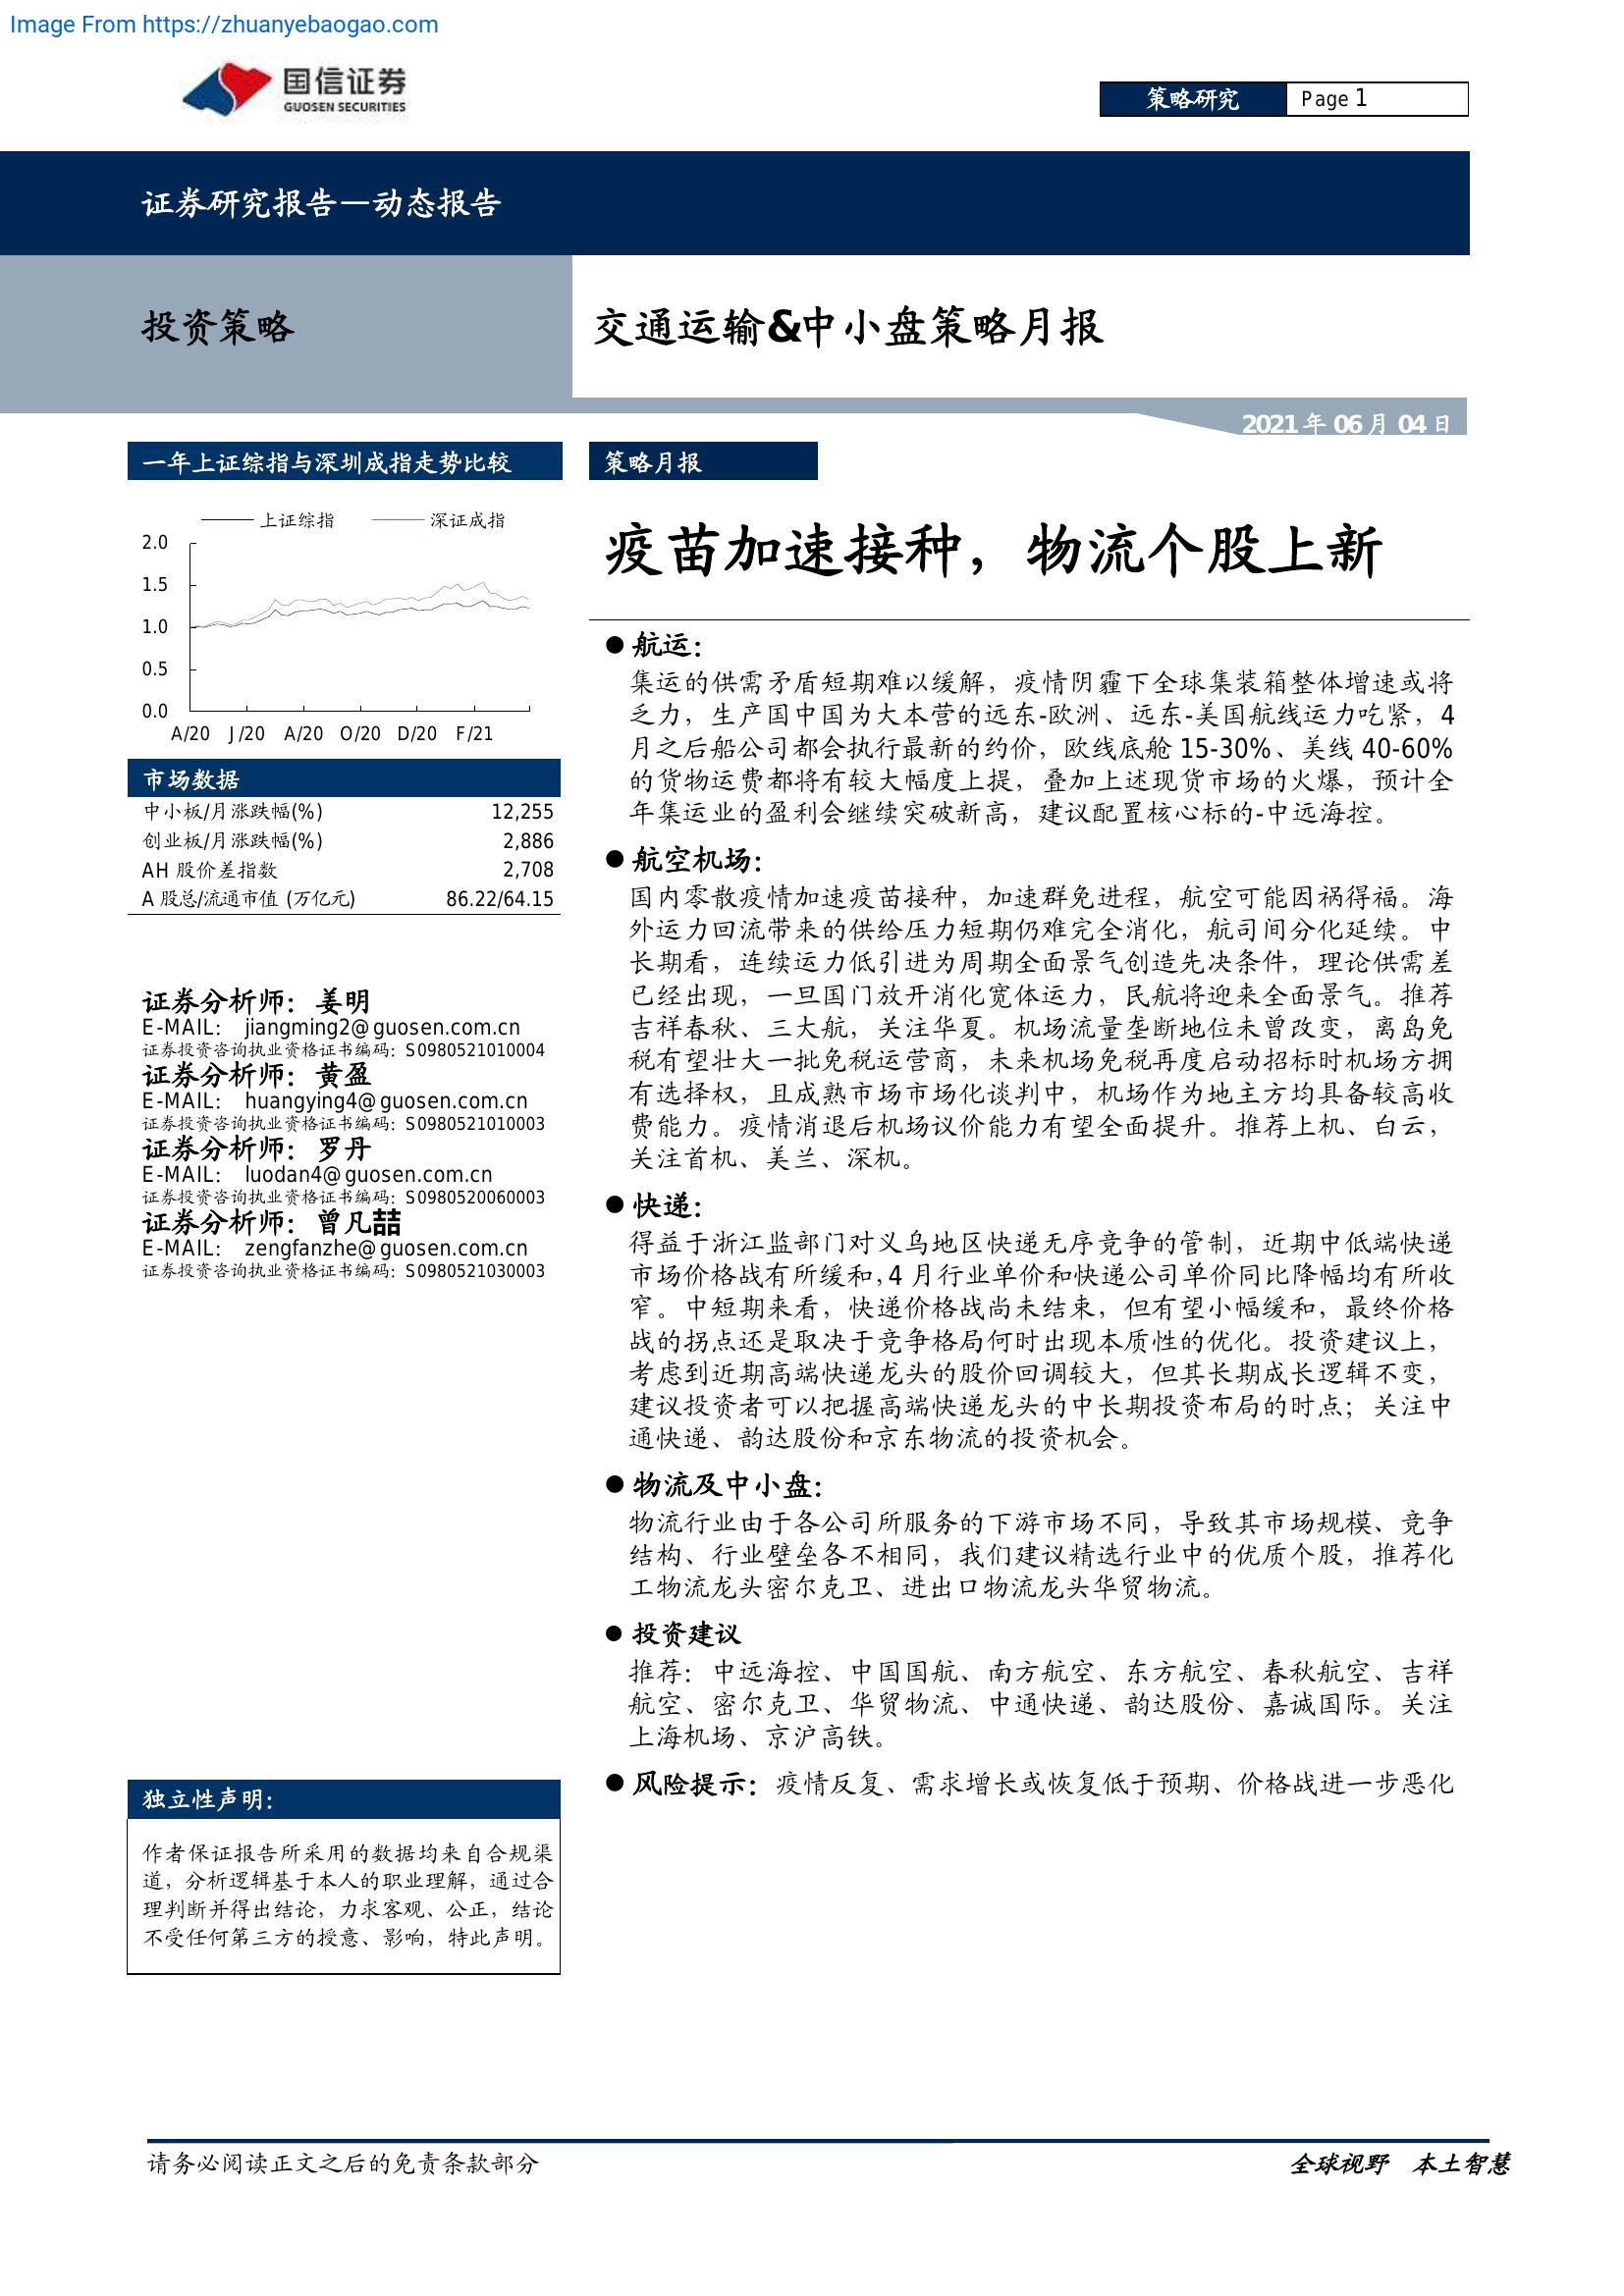 Image From https://zhuanyebaogao.com
国信证券
GUOSEN SECURITIES
策略研究
Page 1
证券研究报告—动态报告
投资策略
交通运输&中小盘策略月报
2021 年 06 月 04 日
一年上证综指与深圳成指走势比较
上证综指 深证成指
2.0
1.5
1.0
0.5
0.0
A/20 J/20 A/20 O/20 D/20 F/21
市场数据
中小板/月涨跌幅(%) 12,255
创业板/月涨跌幅(%) 2,886
AH 股价差指数 2,708
A 股总/流通市值 (万亿元) 86.22/64.15
证券分析师：姜明
E-MAIL: jiangming2@guosen.com.cn
证券投资咨询执业资格证书编码：S0980521010004
证券分析师：黄盈
E-MAIL: huangying4@guosen.com.cn
证券投资咨询执业资格证书编码：S0980521010003
证券分析师：罗丹
E-MAIL: luodan4@guosen.com.cn
证券投资咨询执业资格证书编码：S0980520060003
证券分析师：曾凡喆
E-MAIL: zengfanzhe@guosen.com.cn
证券投资咨询执业资格证书编码：S0980521030003
独立性声明：
作者保证报告所采用的数据均来自合规渠
道，分析逻辑基于本人的职业理解，通过合
理判断并得出结论，力求客观、公正，结论
不受任何第三方的授意、影响，特此声明。
策略月报
疫苗加速接种，物流个股上新
● 航运：
集运的供需矛盾短期难以缓解，疫情阴霾下全球集装箱整体增速或将
乏力，生产国中国为大本营的远东-欧洲、远东-美国航线运力吃紧，4
月之后船公司都会执行最新的约价，欧线底舱 15-30%、美线 40-60%
的货物运费都将有较大幅度上提，叠加上述现货市场的火爆，预计全
年集运业的盈利会继续突破新高，建议配置核心标的-中远海控。
● 航空机场：
国内零散疫情加速疫苗接种，加速群免进程，航空可能因祸得福。海
外运力回流带来的供给压力短期仍难完全消化，航司间分化延续。中
长期看，连续运力低引进为周期全面景气创造先决条件，理论供需差
已经出现，一旦国门放开消化宽体运力，民航将迎来全面景气。推荐
吉祥春秋、三大航，关注华夏。机场流量垄断地位未曾改变，离岛免
税有望壮大一批免税运营商，未来机场免税再度启动招标时机场方拥
有选择权，且成熟市场市场化谈判中，机场作为地主方均具备较高收
费能力。疫情消退后机场议价能力有望全面提升。推荐上机、白云，
关注首机、美兰、深机。
● 快递：
得益于浙江监部门对义乌地区快递无序竞争的管制，近期中低端快递
市场价格战有所缓和，4 月行业单价和快递公司单价同比降幅均有所收
窄。中短期来看，快递价格战尚未结束，但有望小幅缓和，最终价格
战的拐点还是取决于竞争格局何时出现本质性的优化。投资建议上，
考虑到近期高端快递龙头的股价回调较大，但其长期成长逻辑不变，
建议投资者可以把握高端快递龙头的中长期投资布局的时点；关注中
通快递、韵达股份和京东物流的投资机会。
● 物流及中小盘：
物流行业由于各公司所服务的下游市场不同，导致其市场规模、竞争
结构、行业壁垒各不相同，我们建议精选行业中的优质个股，推荐化
工物流龙头密尔克卫、进出口物流龙头华贸物流。
● 投资建议
推荐：中远海控、中国国航、南方航空、东方航空、春秋航空、吉祥
航空、密尔克卫、华贸物流、中通快递、韵达股份、嘉诚国际。关注
上海机场、京沪高铁。
● 风险提示：疫情反复、需求增长或恢复低于预期、价格战进一步恶化
请务必阅读正文之后的免责条款部分
全球视野 本土智慧